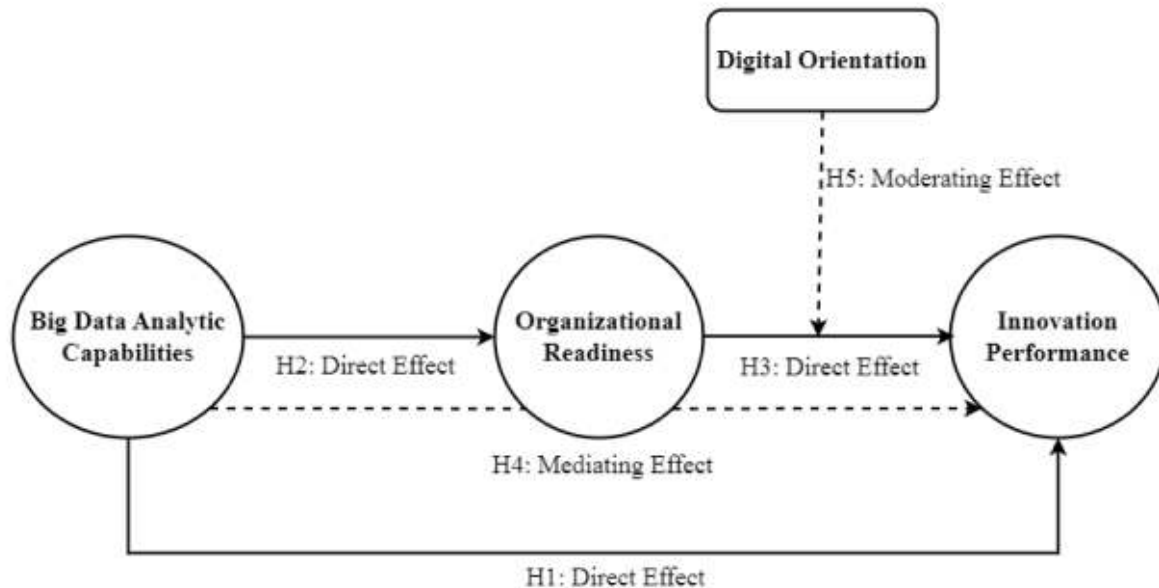 Digital Orientation
H5: Moderating Effect
Big Data Analytic
Capabilities
Organizational
Readiness
Innovation
Performance
H2: Direct Effect
H3: Direct Effect
H4: Mediating Effect
H1: Direct Effect